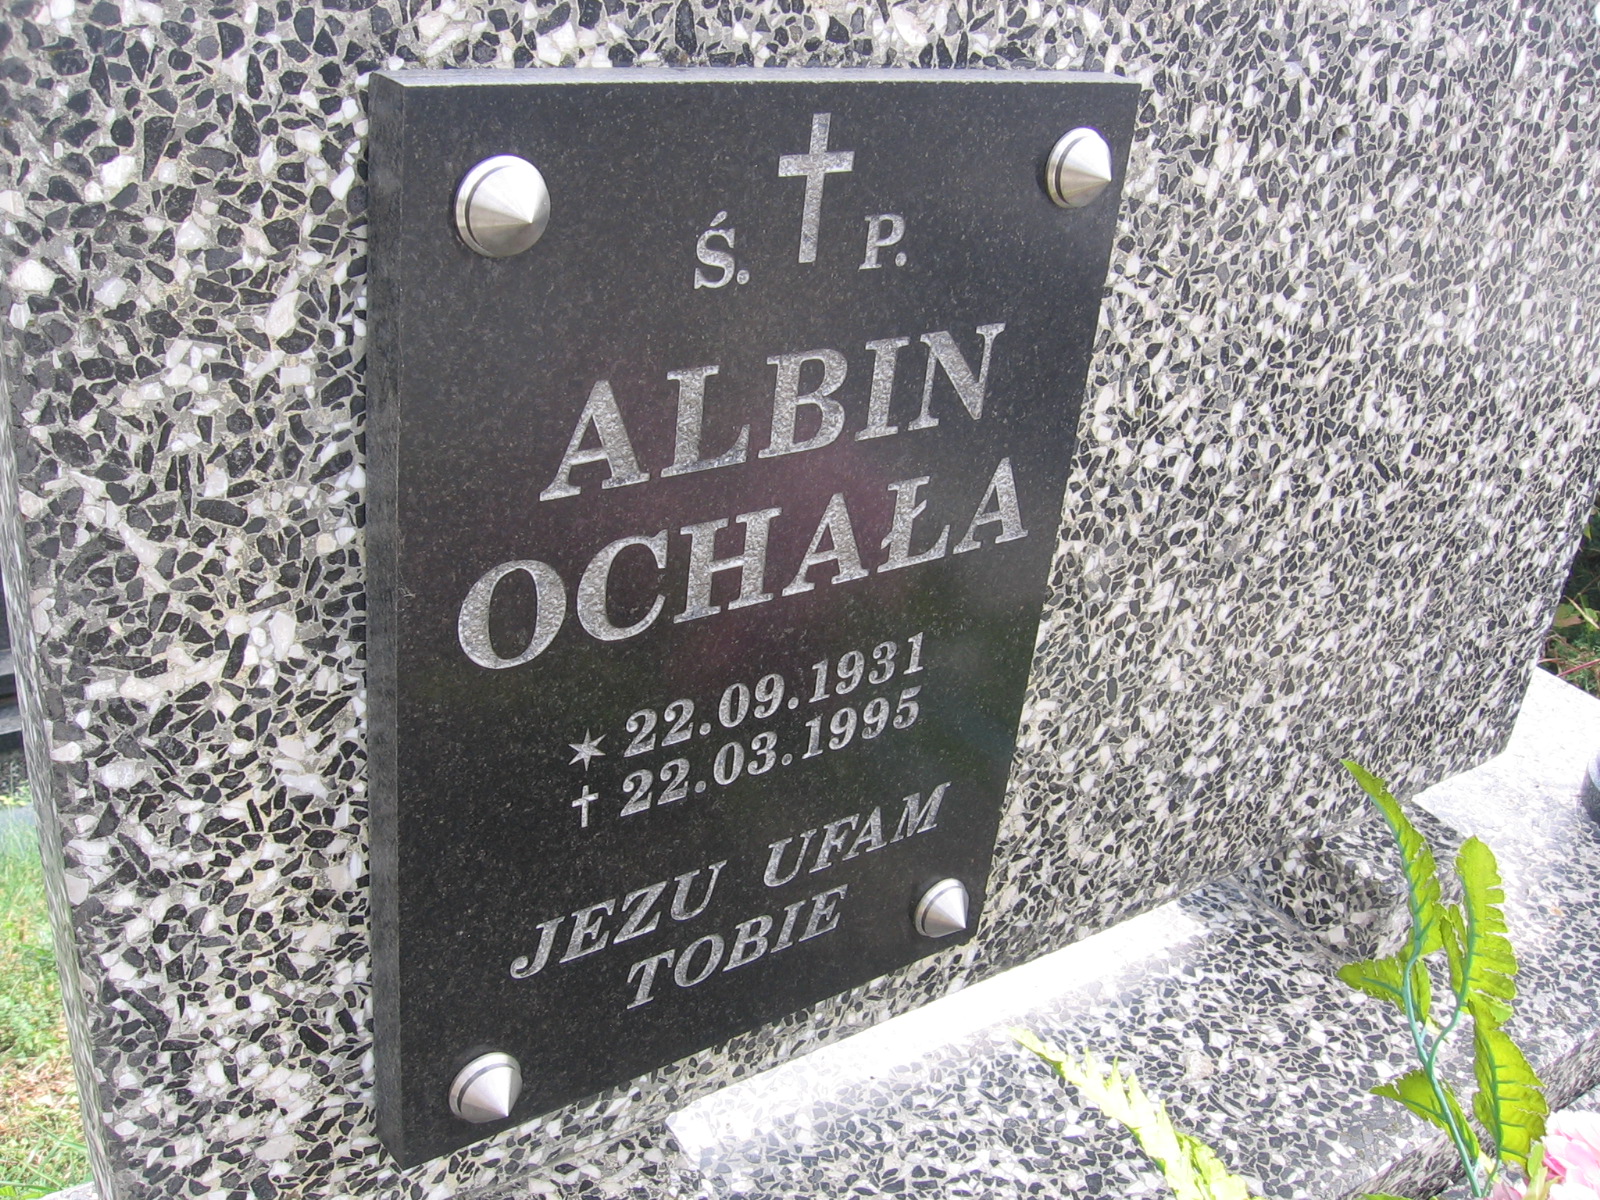 Ś. P.
ALBIN
OCHAŁA
22.09.1931
22.03.1995
JEZU UFAM
TOBIE